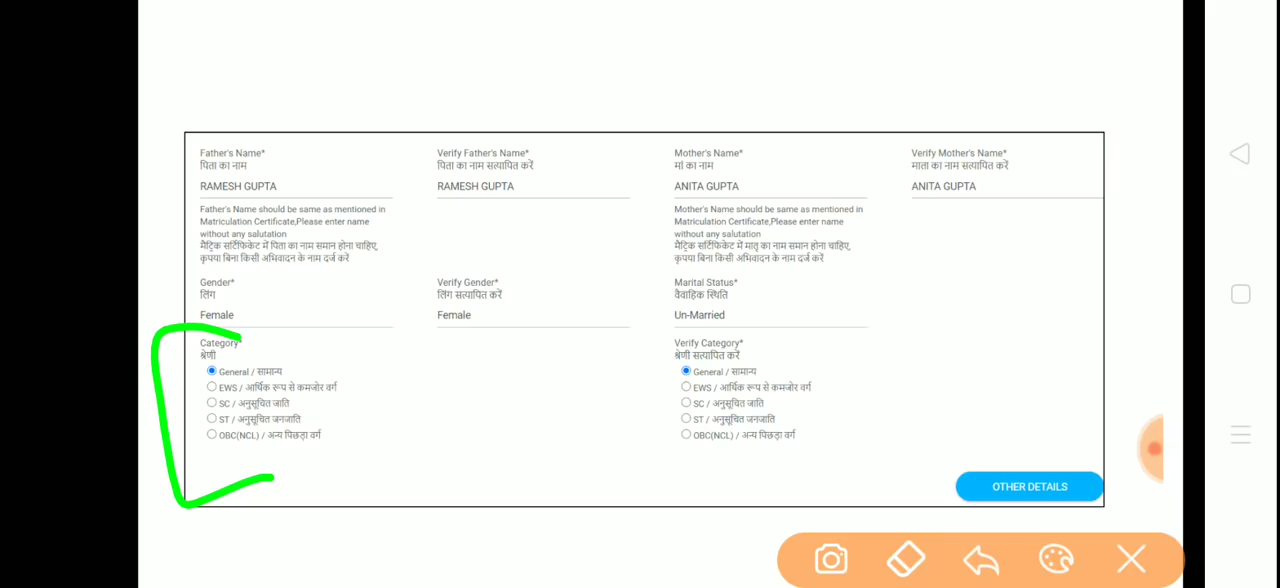 Father's Name*
पिता का नाम
RAMESH GUPTA
Father's Name should be same as mentioned in
Matriculation Certificate,Please enter name
without any salutation
मैट्रिक सर्टिफिकेट में पिता का नाम समान होना चाहिए,
कृपया बिना किसी अभिवादन के नाम दर्ज करें
Verify Father's Name*
पिता का नाम सत्यापित करें
RAMESH GUPTA
Mother's Name*
मां का नाम
ANITA GUPTA
Mother's Name should be same as mentioned in
Matriculation Certificate,Please enter name
without any salutation
मैट्रिक सर्टिफिकेट में मातृ का नाम समान होना चाहिए,
कृपया बिना किसी अभिवादन के नाम दर्ज करें
Verify Mother's Name*
माता का नाम सत्यापित करें
ANITA GUPTA
Gender*
लिंग
Female
Verify Gender*
लिंग सत्यापित करें
Female
Marital Status*
वैवाहिक स्थिति
Un-Married
Category*
श्रेणी
General / सामान्य
EWS / आर्थिक रूप से कमजोर वर्ग
SC / अनुसूचित जाति
ST / अनुसूचित जनजाति
OBC(NCL) / अन्य पिछड़ा वर्ग
Verify Category*
श्रेणी सत्यापित करें
General / सामान्य
EWS / आर्थिक रूप से कमजोर वर्ग
SC / अनुसूचित जाति
ST / अनुसूचित जनजाति
OBC(NCL) / अन्य पिछड़ा वर्ग
OTHER DETAILS